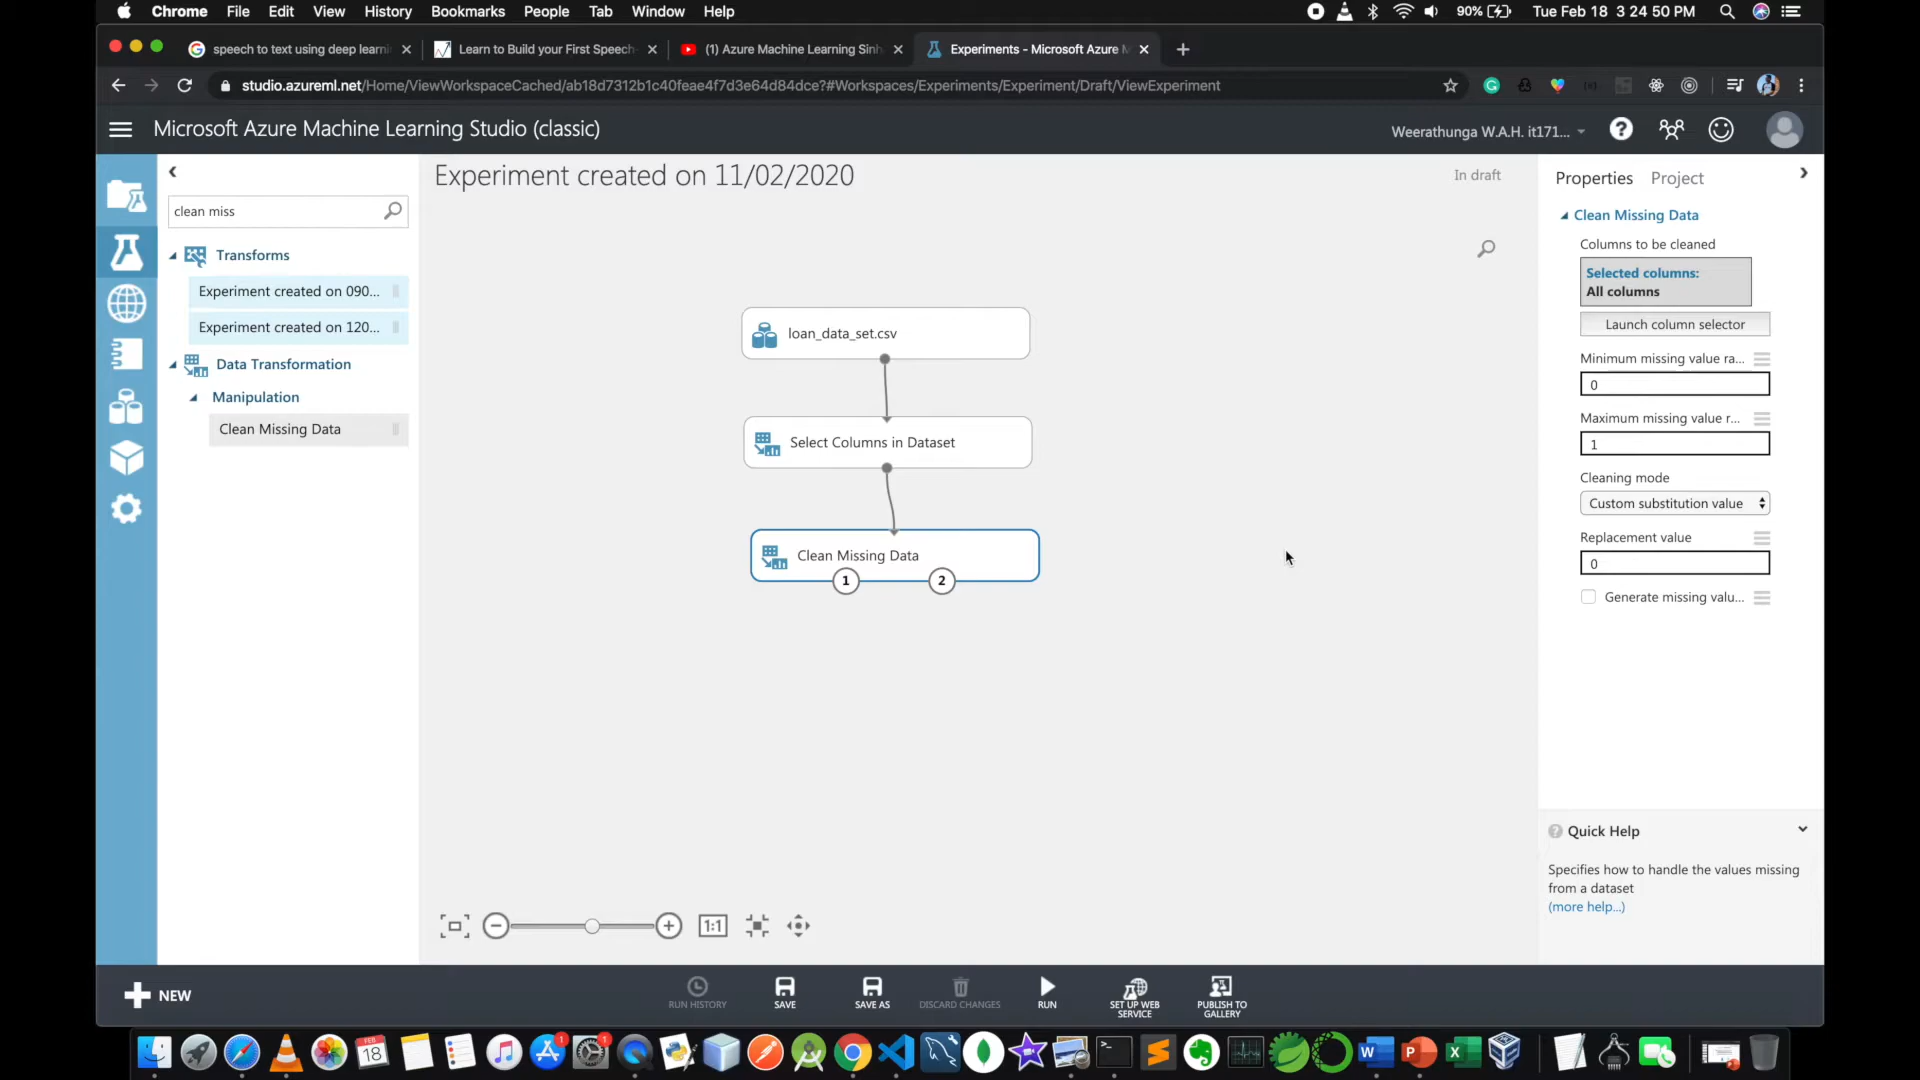 Chrome File Edit View History Bookmarks People Tab Window Help 90% Tue Feb 18 3 24 50 PM
speech to text using deep learni Learn to Build your First Speech- (1) Azure Machine Learning Sinh Experiments - Microsoft Azure M
studio.azureml.net/Home/ViewWorkspaceCached/ab18d7312b1c40feae4f7d3e64d84dce?#Workspaces/Experiments/Experiment/Draft/ViewExperiment
Microsoft Azure Machine Learning Studio (classic) Weerathunga W.A.H. it171...
Experiment created on 11/02/2020 In draft
clean miss
Transforms
Experiment created on 090...
Experiment created on 120...
Data Transformation
Manipulation
Clean Missing Data
loan_data_set.csv
Select Columns in Dataset
Clean Missing Data
1 2
Properties Project
Clean Missing Data
Columns to be cleaned
Selected columns:
All columns
Launch column selector
Minimum missing value ra...
0
Maximum missing value r...
1
Cleaning mode
Custom substitution value
Replacement value
0
Generate missing valu...
Quick Help
Specifies how to handle the values missing
from a dataset
(more help...)
1:1
NEW
RUN HISTORY
SAVE
SAVE AS
DISCARD CHANGES
RUN
SET UP WEB
SERVICE
PUBLISH TO
GALLERY
FEB
18
1
1